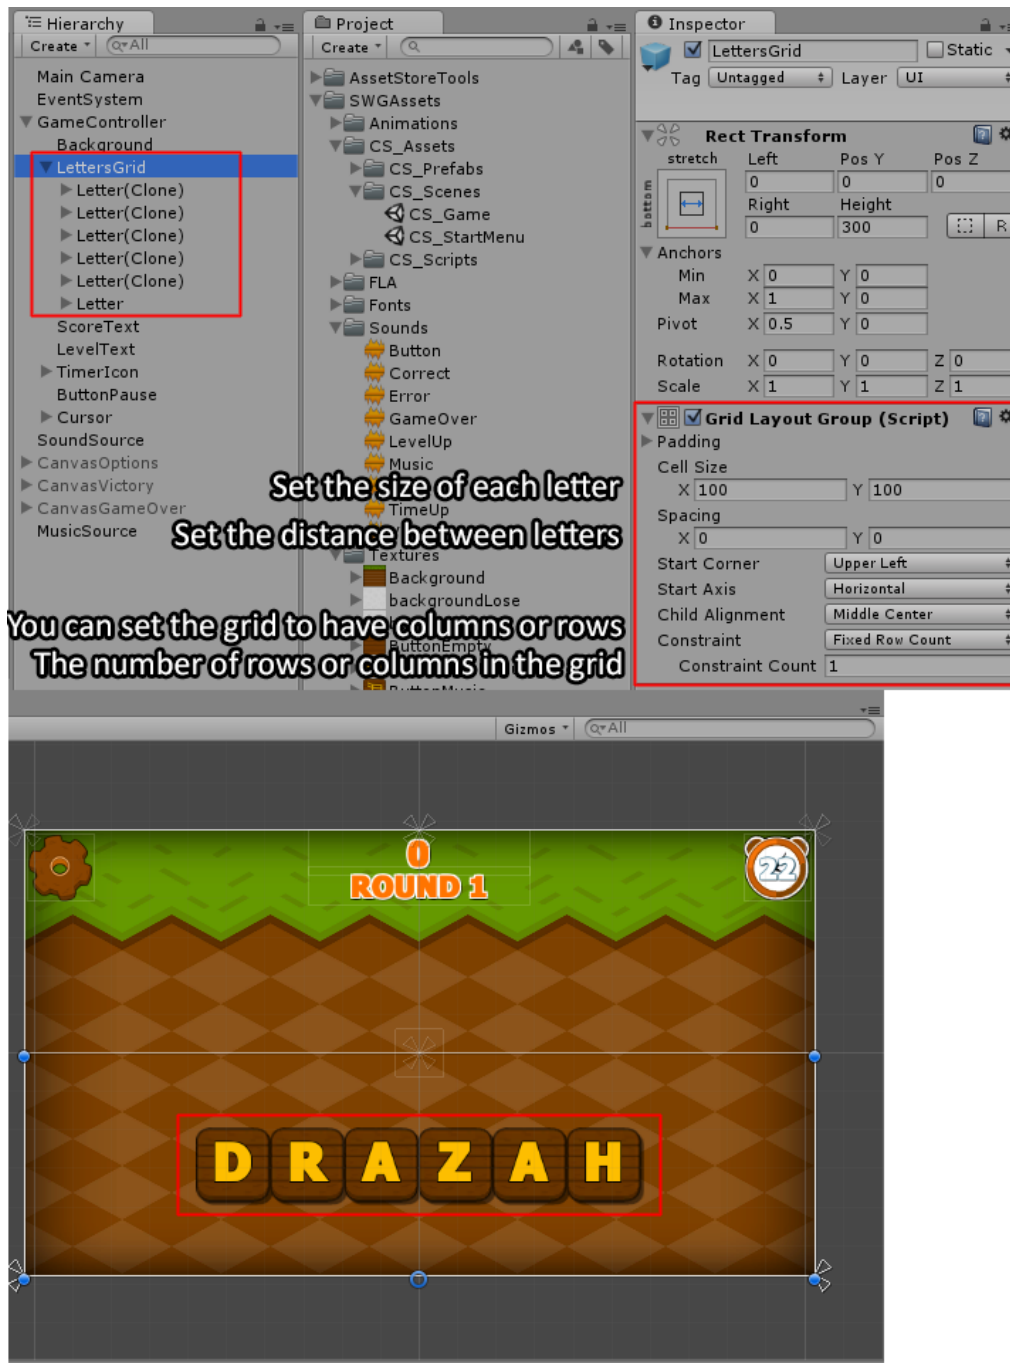 Hierarchy
Create
All
Main Camera
EventSystem
GameController
Background
LettersGrid
Letter(Clone)
Letter(Clone)
Letter(Clone)
Letter(Clone)
Letter(Clone)
Letter
ScoreText
LevelText
TimerIcon
ButtonPause
Cursor
SoundSource
CanvasOptions
CanvasVictory
CanvasGameOver
MusicSource
Project
Create
AssetStoreTools
SWGAssets
Animations
CS_Assets
CS_Prefabs
CS_Scenes
CS_Game
CS_StartMenu
CS_Scripts
FLA
Fonts
Sounds
Button
Correct
Error
GameOver
LevelUp
Music
TimeUp
Textures
Background
backgroundLose
ButtonEmpty
ButtonMusic
Set the size of each letter
Set the distance between letters
You can set the grid to have columns or rows
The number of rows or columns in the grid
Inspector
LettersGrid Static
Tag Untagged Layer UI
Rect Transform
stretch Left Pos Y Pos Z
bottom 0 0 0
Right Height
0 300 R
Anchors
Min X 0 Y 0
Max X 1 Y 0
Pivot X 0.5 Y 0
Rotation X 0 Y 0 Z 0
Scale X 1 Y 1 Z 1
Grid Layout Group (Script)
Padding
Cell Size
X 100 Y 100
Spacing
X 0 Y 0
Start Corner Upper Left
Start Axis Horizontal
Child Alignment Middle Center
Constraint Fixed Row Count
Constraint Count 1
Gizmos All
0
ROUND 1
22
D R A Z A H